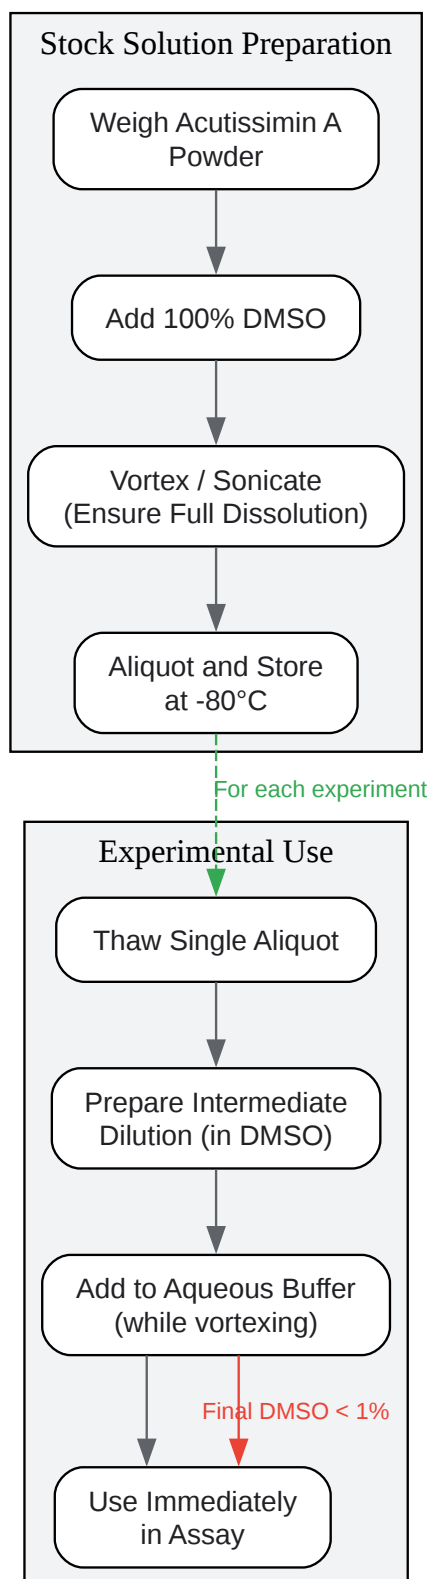 Stock Solution Preparation
Weigh Acutissimin A
Powder
Add 100% DMSO
Vortex / Sonicate
(Ensure Full Dissolution)
Aliquot and Store
at -80°C
For each experiment
Experimental Use
Thaw Single Aliquot
Prepare Intermediate
Dilution (in DMSO)
Add to Aqueous Buffer
(while vortexing)
Final DMSO < 1%
Use Immediately
in Assay